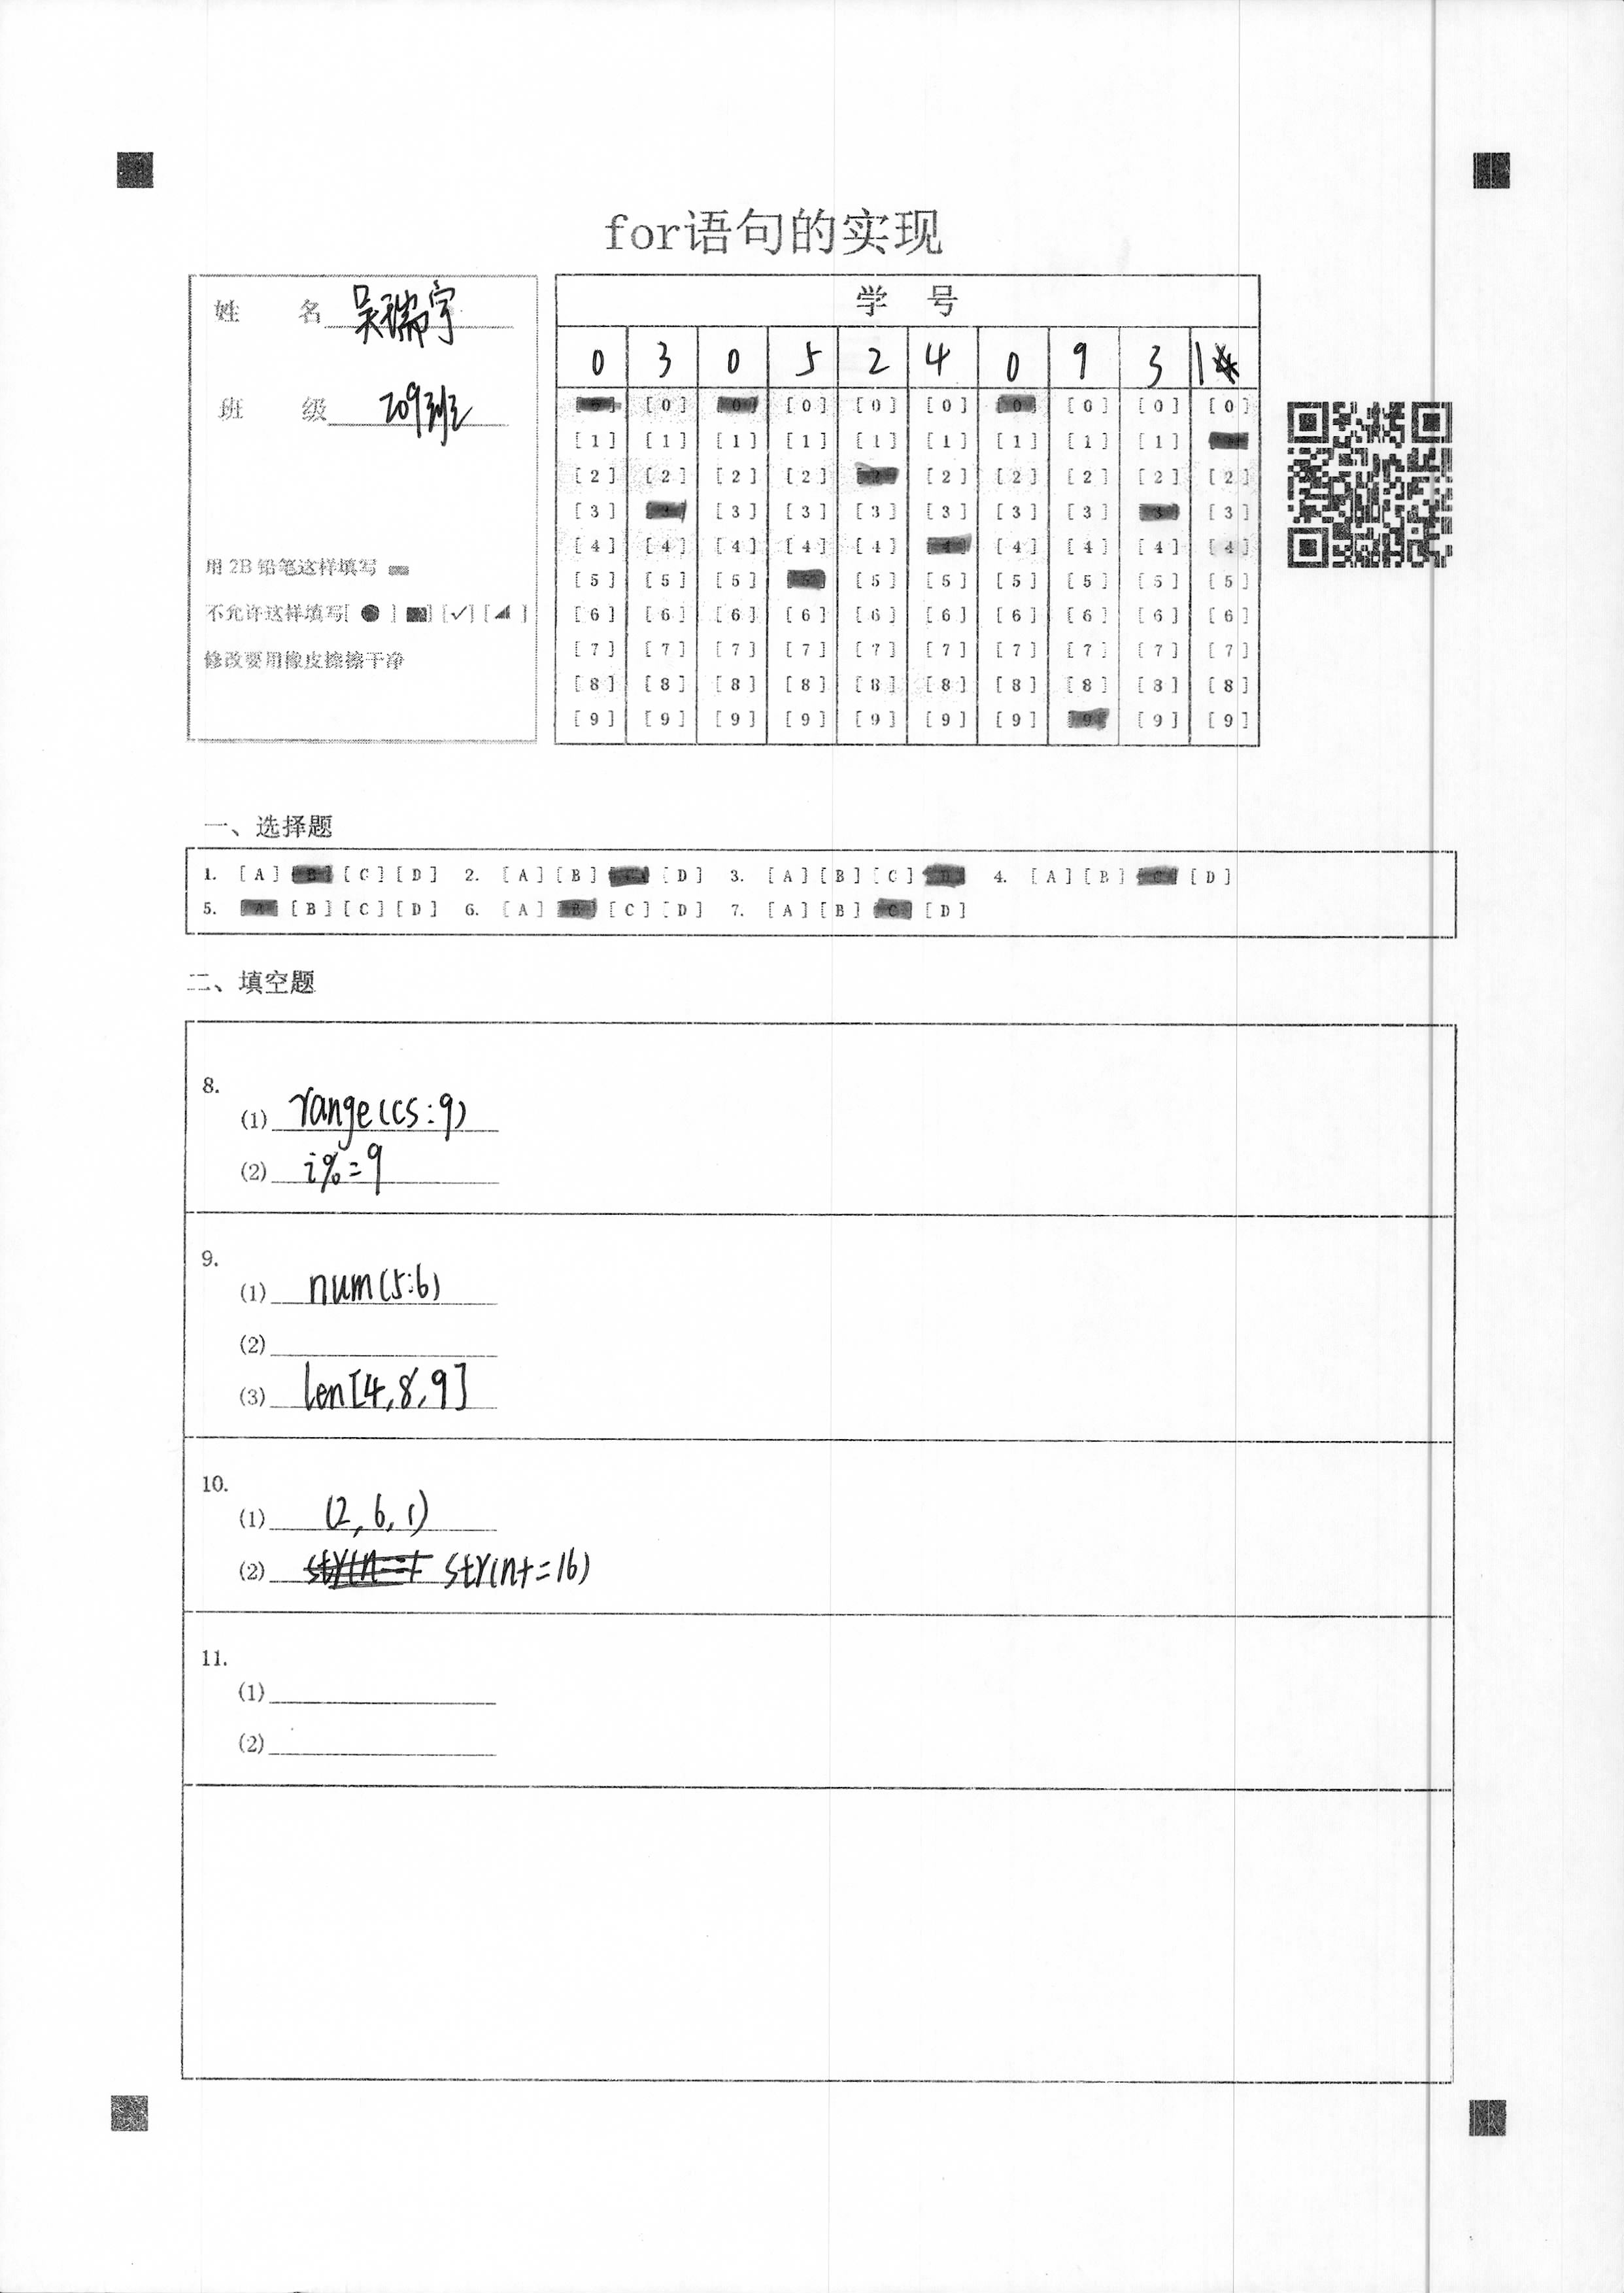 for语句的实现
姓 名 吴瑞宇
班 级 209班
用 2B 铅笔这样填写
不允许这样填写[ ● ] [■] [✓] [◢ ]
修改要用橡皮擦擦干净
学 号
0 3 0 5 2 4 0 9 3 1
[0] [0] [0] [0] [0] [0] [0] [0] [0] [0]
[1] [1] [1] [1] [1] [1] [1] [1] [1] [1]
[2] [2] [2] [2] [2] [2] [2] [2] [2] [2]
[3] [3] [3] [3] [3] [3] [3] [3] [3] [3]
[4] [4] [4] [4] [4] [4] [4] [4] [4] [4]
[5] [5] [5] [5] [5] [5] [5] [5] [5] [5]
[6] [6] [6] [6] [6] [6] [6] [6] [6] [6]
[7] [7] [7] [7] [7] [7] [7] [7] [7] [7]
[8] [8] [8] [8] [8] [8] [8] [8] [8] [8]
[9] [9] [9] [9] [9] [9] [9] [9] [9] [9]
一、选择题
1. [A] [B] [C] [D] 2. [A] [B] [C] [D] 3. [A] [B] [C] [D] 4. [A] [B] [C] [D]
5. [A] [B] [C] [D] 6. [A] [B] [C] [D] 7. [A] [B] [C] [D]
二、填空题
8.
(1) range(cs:9)
(2) i%=9
9.
(1) num(5:6)
(2)
(3) len[4,8,9]
10.
(1) (2,6,1)
(2) str(n+=16)
11.
(1)
(2)